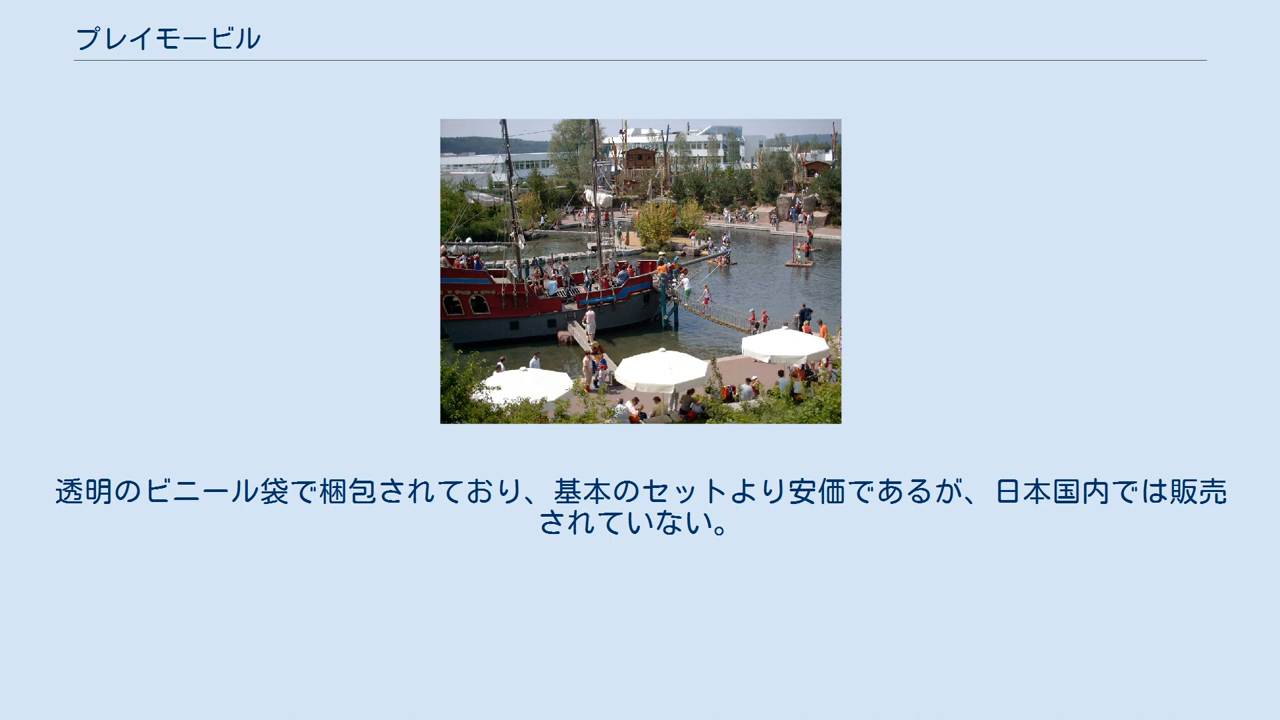 プレイモービル
透明のビニール袋で梱包されており、基本のセットより安価であるが、日本国内では販売
されていない。